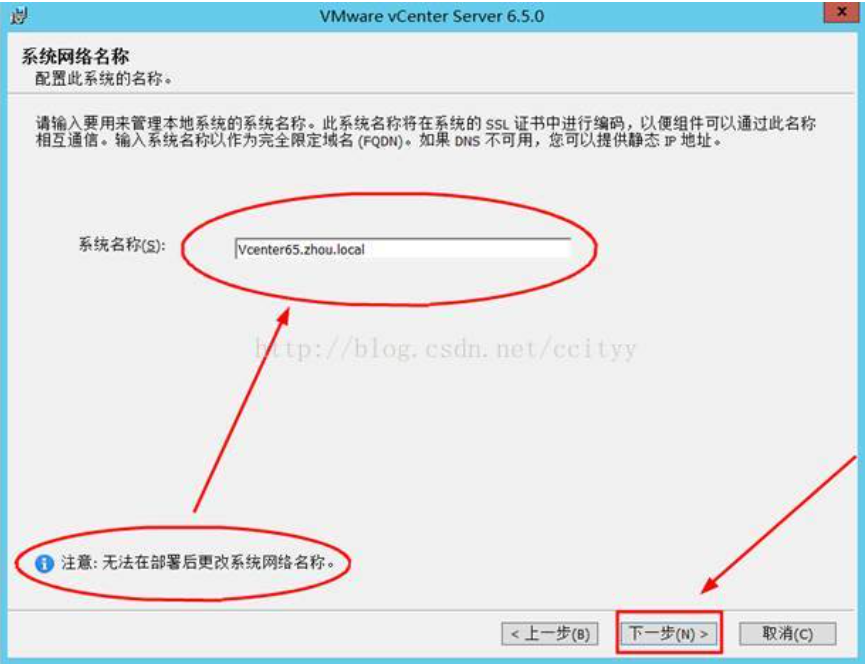 VMware vCenter Server 6.5.0
x
系统网络名称
配置此系统的名称。
请输入要用来管理本地系统的系统名称。此系统名称将在系统的 SSL 证书中进行编码，以便组件可以通过此名称
相互通信。输入系统名称以作为完全限定域名 (FQDN)。如果 DNS 不可用，您可以提供静态 IP 地址。
系统名称(S):
Vcenter65.zhou.local
http://blog.csdn.net/ccityy
注意: 无法在部署后更改系统网络名称。
< 上一步(B)
下一步(N) >
取消(C)